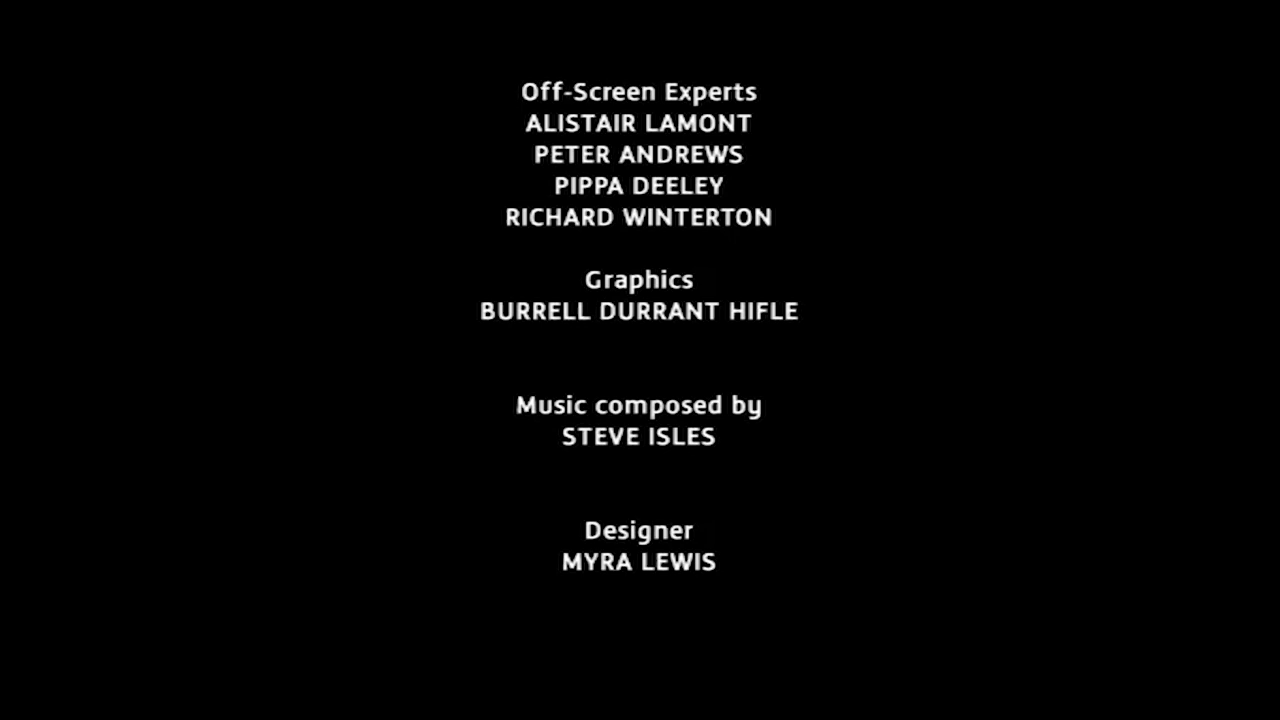 Off-Screen Experts
ALISTAIR LAMONT
PETER ANDREWS
PIPPA DEELEY
RICHARD WINTERTON
Graphics
BURRELL DURRANT HIFLE
Music composed by
STEVE ISLES
Designer
MYRA LEWIS